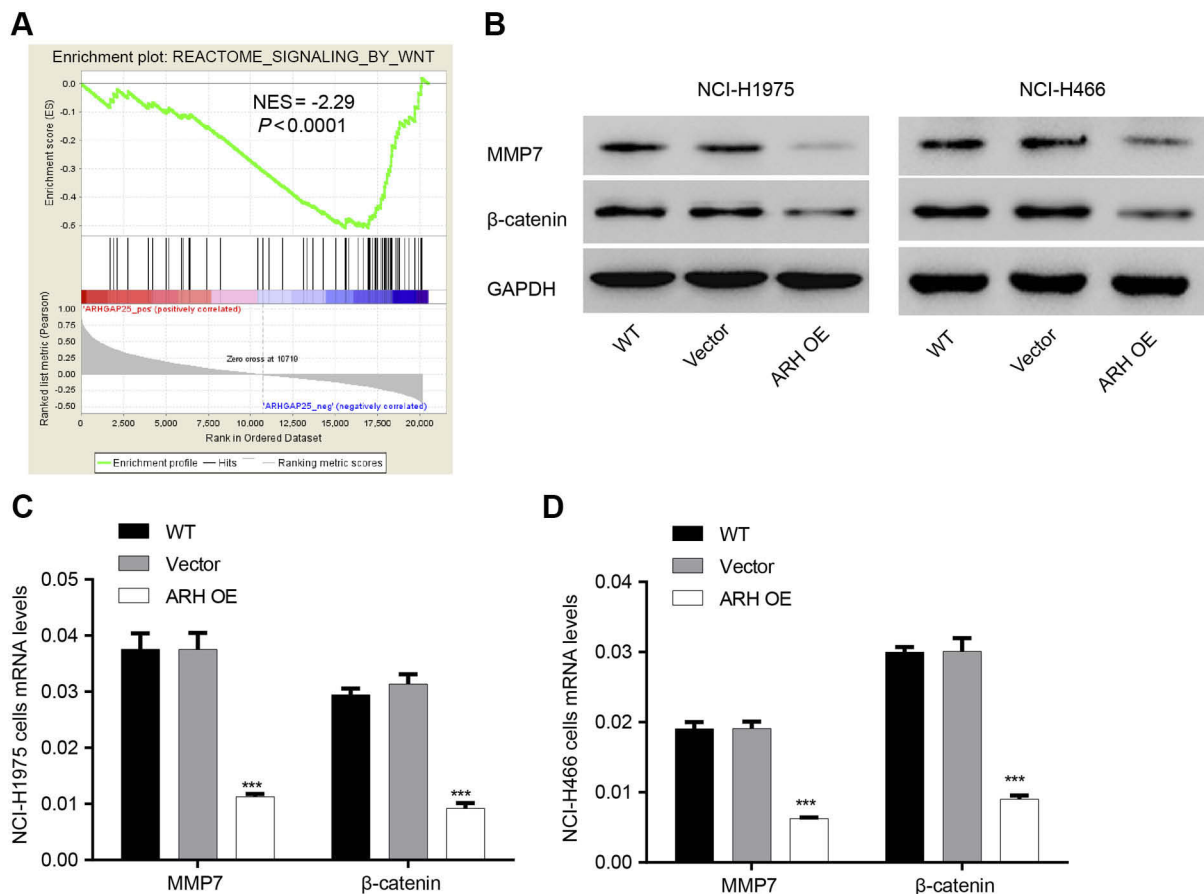 A
Enrichment plot: REACTOME_SIGNALING_BY_WNT
NES = -2.29
P<0.0001
Enrichment score (ES)
0.0
-0.1
-0.2
-0.3
-0.4
-0.5
'ARHGAP25_pos' (positively correlated)
Ranked list metric (Pearson)
1.00
0.75
0.50
0.25
0.00
-0.25
-0.50
Zero cross at 10719
'ARHGAP25_neg' (negatively correlated)
0 2,500 5,000 7,500 10,000 12,500 15,000 17,500 20,000
Rank in Ordered Dataset
Enrichment profile Hits Ranking metric scores
B
NCI-H1975 NCI-H466
MMP7
β-catenin
GAPDH
WT Vector ARH OE WT Vector ARH OE
C
WT
Vector
ARH OE
NCI-H1975 cells mRNA levels
0.05
0.04
0.03
0.02
0.01
0.00
***
***
MMP7 β-catenin
D
WT
Vector
ARH OE
NCI-H466 cells mRNA levels
0.04
0.03
0.02
0.01
0.00
***
***
MMP7 β-catenin